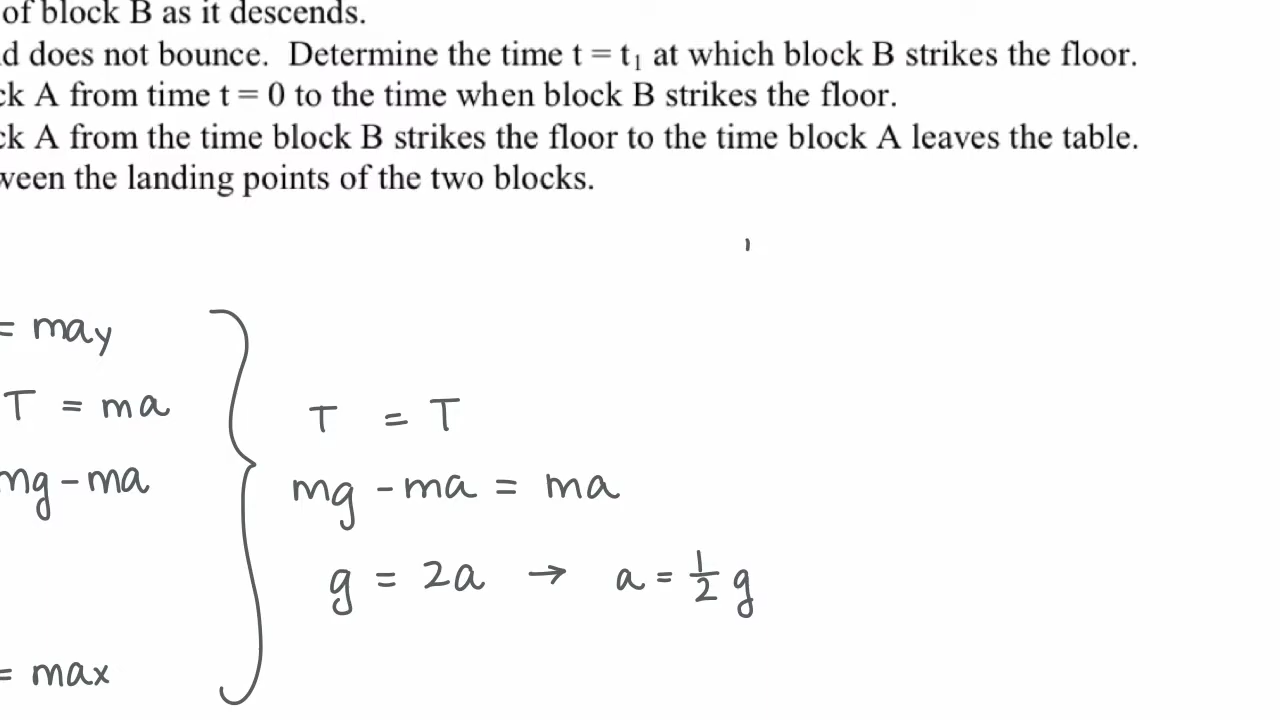 of block B as it descends.
d does not bounce. Determine the time t = t₁ at which block B strikes the floor.
ck A from time t = 0 to the time when block B strikes the floor.
ck A from the time block B strikes the floor to the time block A leaves the table.
ween the landing points of the two blocks.
= may
T = ma
mg - ma
= max
T = T
mg - ma = ma
g = 2a → a = 1/2 g